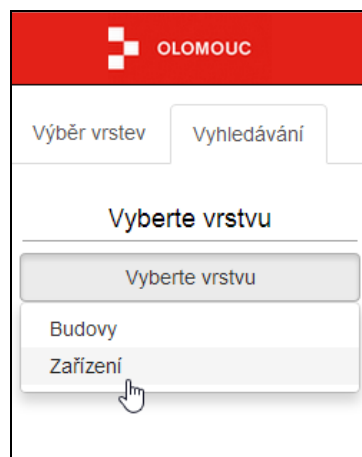 OLOMOUC
Výběr vrstev Vyhledávání
Vyberte vrstvu
Vyberte vrstvu
Budovy
Zařízení